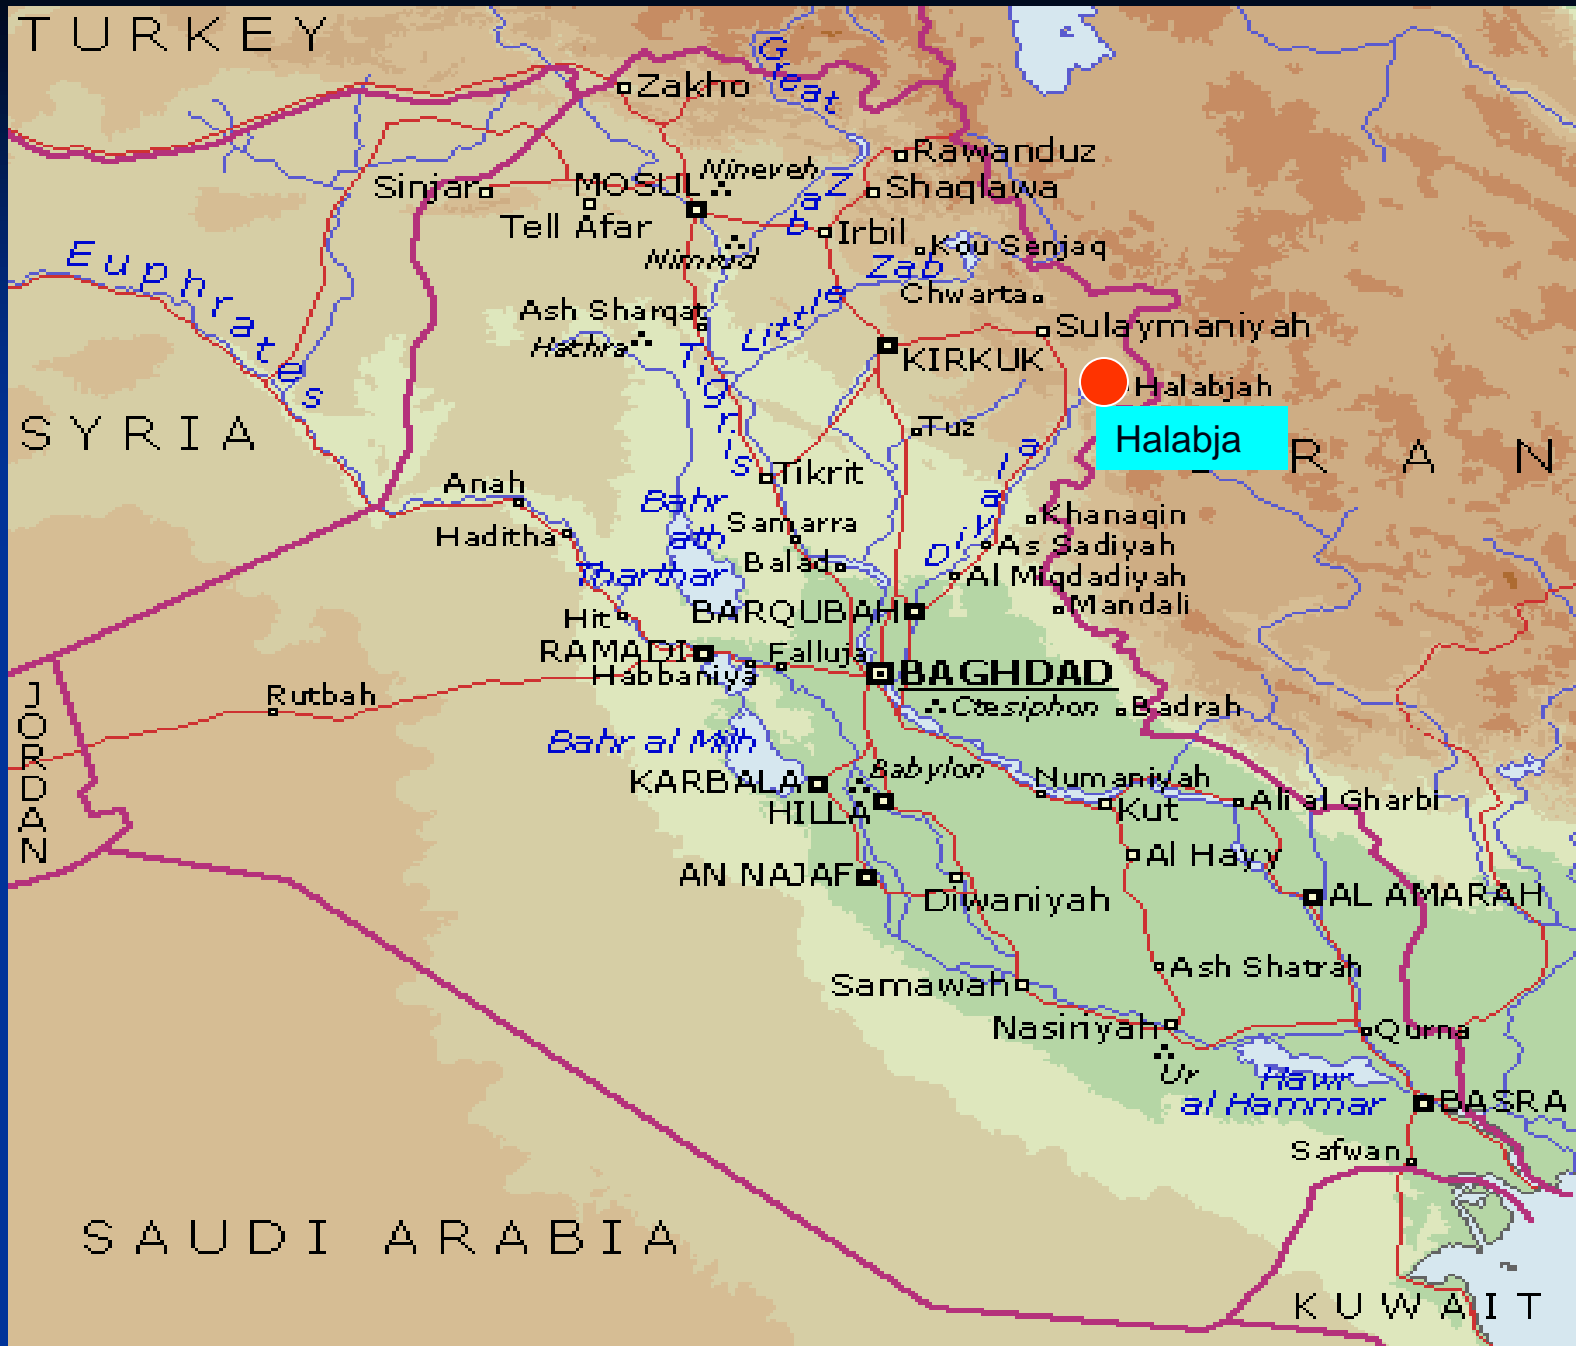 TURKEY
Great
Zakho
Rawanduz
Nineveh
Sinjar
MOSUL
Zab
Shaqlawa
Tell Afar
Irbil
Kou Senjaq
Euphrates
Nimrud
Little Zab
Chwarta
Ash Sharqat
Sulaymaniyah
Hathra
Tigris
KIRKUK
Halabjah
SYRIA
Tuz
Halabja
RAN
Tikrit
Diyala
Anah
Bahr
ath
Tharthar
Samarra
Khanaqin
Haditha
As Sadiyah
Balad
Al Miqdadiyah
Hit
BARQUBAH
Mandali
RAMADI
Falluja
Habbaniya
BAGHDAD
JORDAN
Rutbah
Ctesiphon
Badrah
Bahr al Milh
KARBALA
Babylon
Numaniyah
HILLA
Kut
Ali al Gharbi
Al Hayy
AN NAJAF
Diwaniyah
AL AMARAH
Samawah
Ash Shatrah
Nasiriyah
Qurna
Ur
Hawr
al Hammar
BASRA
Safwan
SAUDI ARABIA
KUWAIT